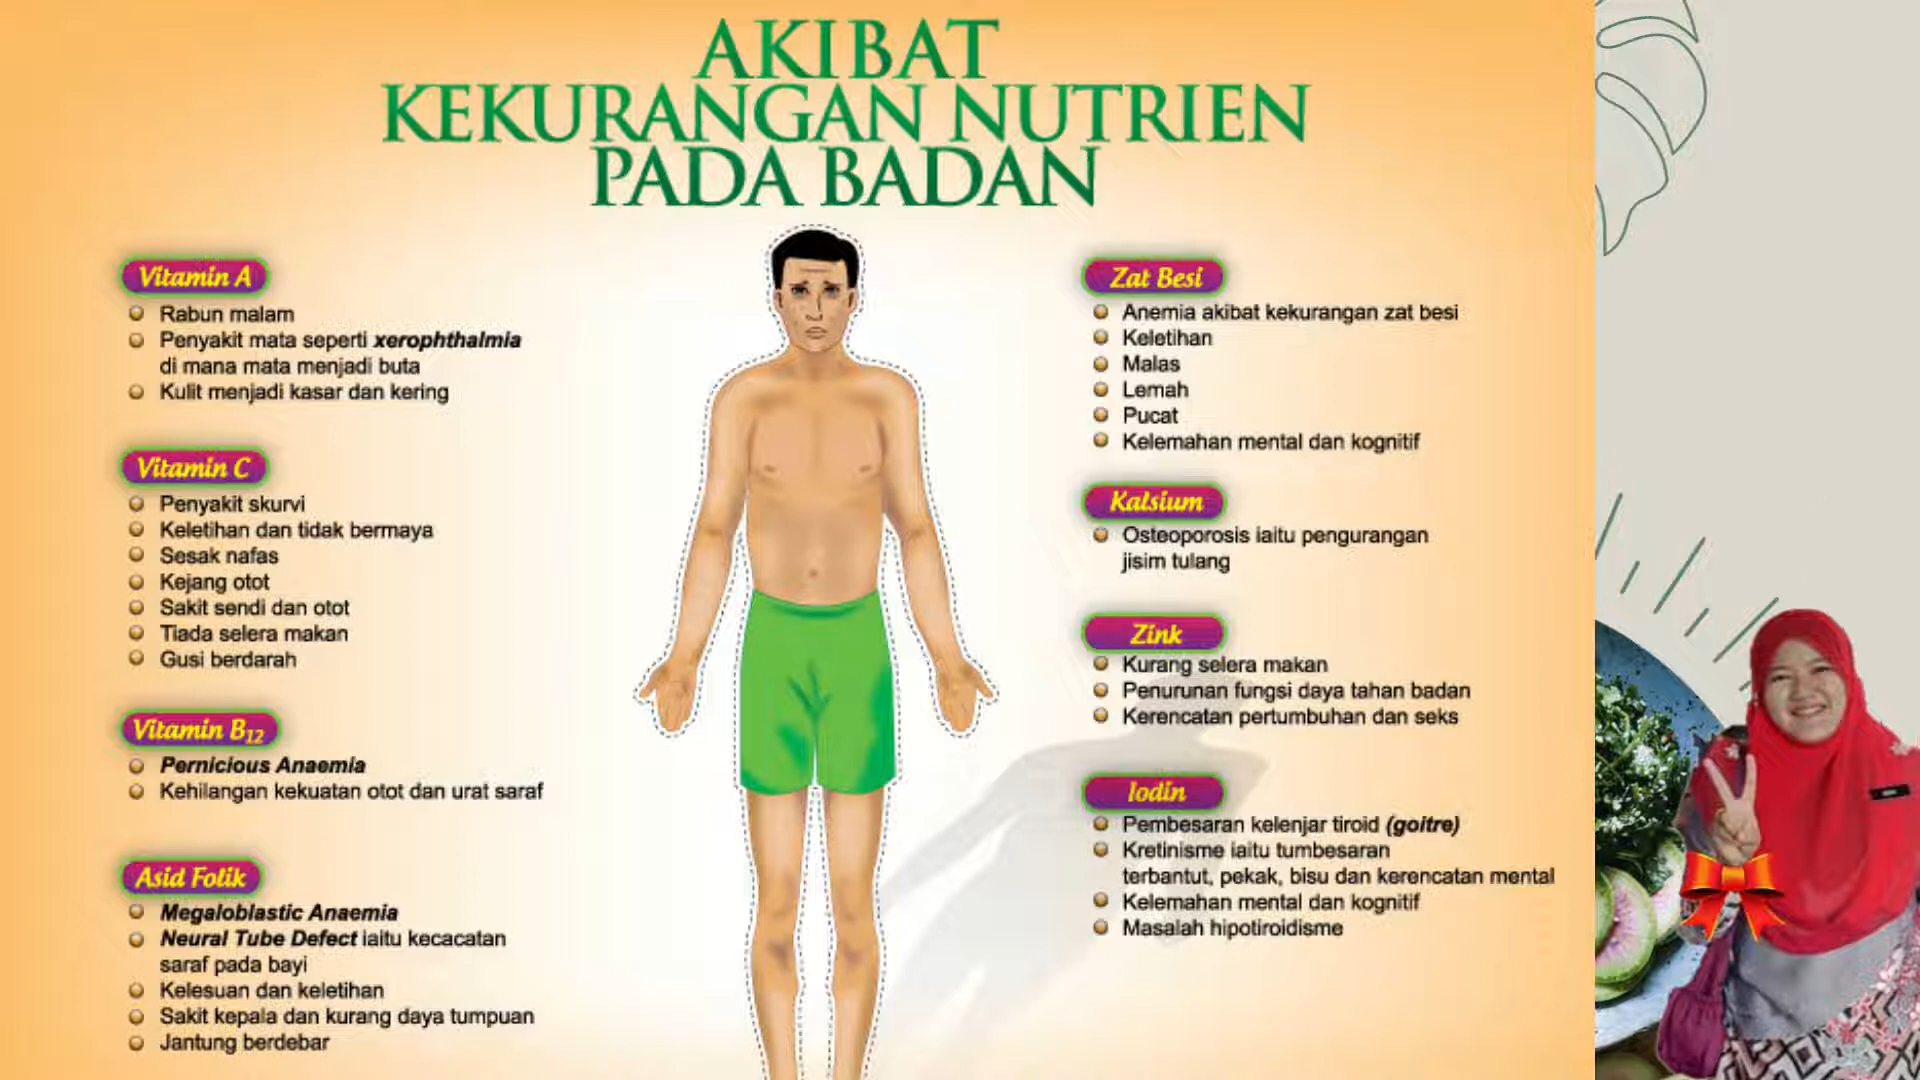 AKIBAT
KEKURANGAN NUTRIEN
PADA BADAN
Vitamin A
Rabun malam
Penyakit mata seperti xerophthalmia
di mana mata menjadi buta
Kulit menjadi kasar dan kering
Vitamin C
Penyakit skurvi
Keletihan dan tidak bermaya
Sesak nafas
Kejang otot
Sakit sendi dan otot
Tiada selera makan
Gusi berdarah
Vitamin B12
Pernicious Anaemia
Kehilangan kekuatan otot dan urat saraf
Asid Folik
Megaloblastic Anaemia
Neural Tube Defect iaitu kecacatan
saraf pada bayi
Kelesuan dan keletihan
Sakit kepala dan kurang daya tumpuan
Jantung berdebar
Zat Besi
Anemia akibat kekurangan zat besi
Keletihan
Malas
Lemah
Pucat
Kelemahan mental dan kognitif
Kalsium
Osteoporosis iaitu pengurangan
jisim tulang
Zink
Kurang selera makan
Penurunan fungsi daya tahan badan
Kerencatan pertumbuhan dan seks
Iodin
Pembesaran kelenjar tiroid (goitre)
Kretinisme iaitu tumbesaran
terbantut, pekak, bisu dan kerencatan mental
Kelemahan mental dan kognitif
Masalah hipotiroidisme